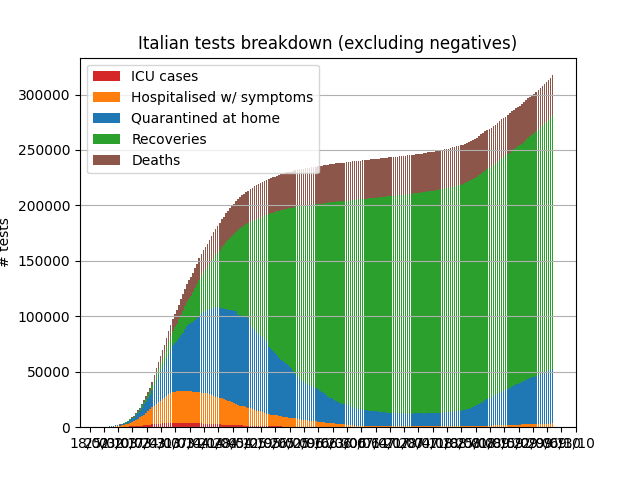 Italian tests breakdown (excluding negatives)
ICU cases
Hospitalised w/ symptoms
Quarantined at home
Recoveries
Deaths
300000
250000
200000
150000
100000
50000
0
# tests